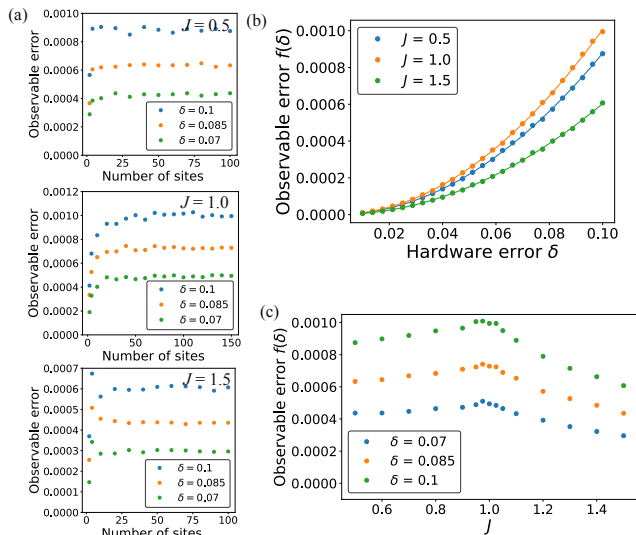 (a)
J = 0.5
Observable error
0.0010
0.0008
0.0006
0.0004
0.0002
0.0000
δ = 0.1
δ = 0.085
δ = 0.07
0 25 50 75 100
Number of sites
J = 1.0
Observable error
0.0012
0.0010
0.0008
0.0006
0.0004
0.0002
0.0000
δ = 0.1
δ = 0.085
δ = 0.07
0 50 100 150
Number of sites
J = 1.5
Observable error
0.0007
0.0006
0.0005
0.0004
0.0003
0.0002
0.0001
0.0000
δ = 0.1
δ = 0.085
δ = 0.07
0 25 50 75 100
Number of sites
(b)
Observable error f(δ)
0.0010
0.0008
0.0006
0.0004
0.0002
0.0000
J = 0.5
J = 1.0
J = 1.5
0.02 0.04 0.06 0.08 0.10
Hardware error δ
(c)
Observable error f(δ)
0.0010
0.0008
0.0006
0.0004
0.0002
0.0000
δ = 0.07
δ = 0.085
δ = 0.1
0.6 0.8 1.0 1.2 1.4
J